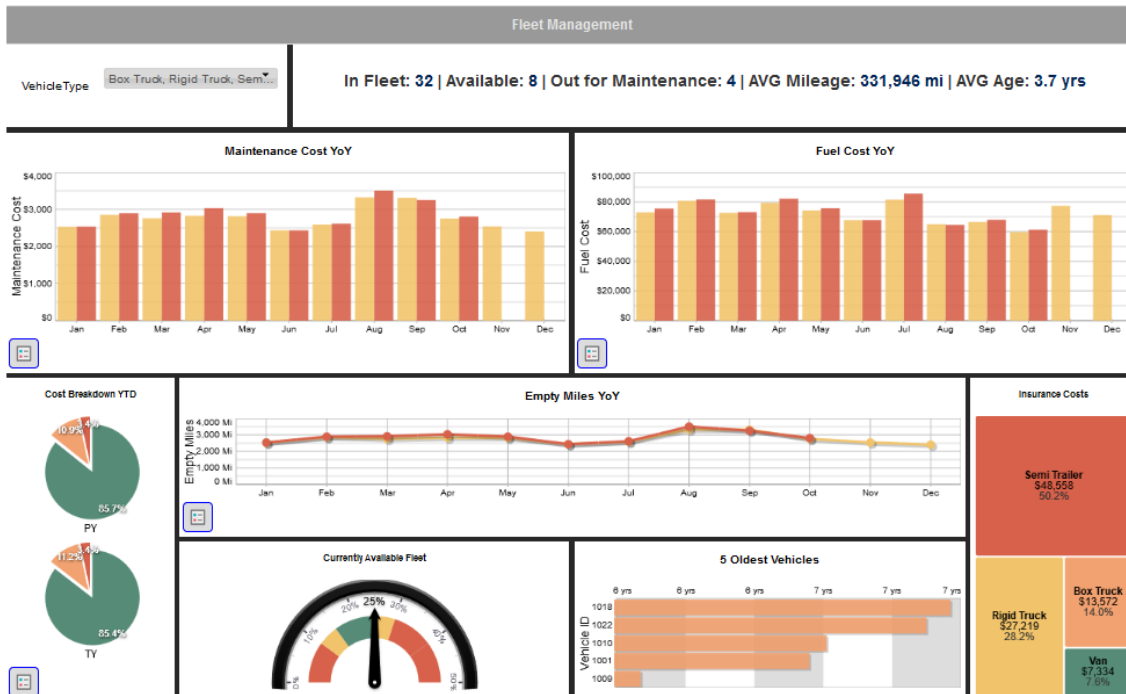 Fleet Management
VehicleType
Box Truck, Rigid Truck, Sem...
In Fleet: 32 | Available: 8 | Out for Maintenance: 4 | AVG Mileage: 331,946 mi | AVG Age: 3.7 yrs
Maintenance Cost YoY
Maintenance Cost
$4,000
$3,000
$2,000
$1,000
$0
Jan Feb Mar Apr May Jun Jul Aug Sep Oct Nov Dec
Fuel Cost YoY
Fuel Cost
$100,000
$80,000
$60,000
$40,000
$20,000
$0
Jan Feb Mar Apr May Jun Jul Aug Sep Oct Nov Dec
Cost Breakdown YTD
10.9%
3.4%
85.7%
PY
11.2%
3.4%
85.4%
TY
Empty Miles YoY
Empty Miles
4,000 Mi
3,000 Mi
2,000 Mi
1,000 Mi
0 Mi
Jan Feb Mar Apr May Jun Jul Aug Sep Oct Nov Dec
Currently Available Fleet
0%
10%
20%
25%
30%
40%
50%
5 Oldest Vehicles
6 yrs 6 yrs 6 yrs 7 yrs 7 yrs 7 yrs
Vehicle ID
1018
1022
1010
1001
1009
Insurance Costs
Semi Trailer
$48,558
50.2%
Rigid Truck
$27,219
28.2%
Box Truck
$13,572
14.0%
Van
$7,334
7.6%